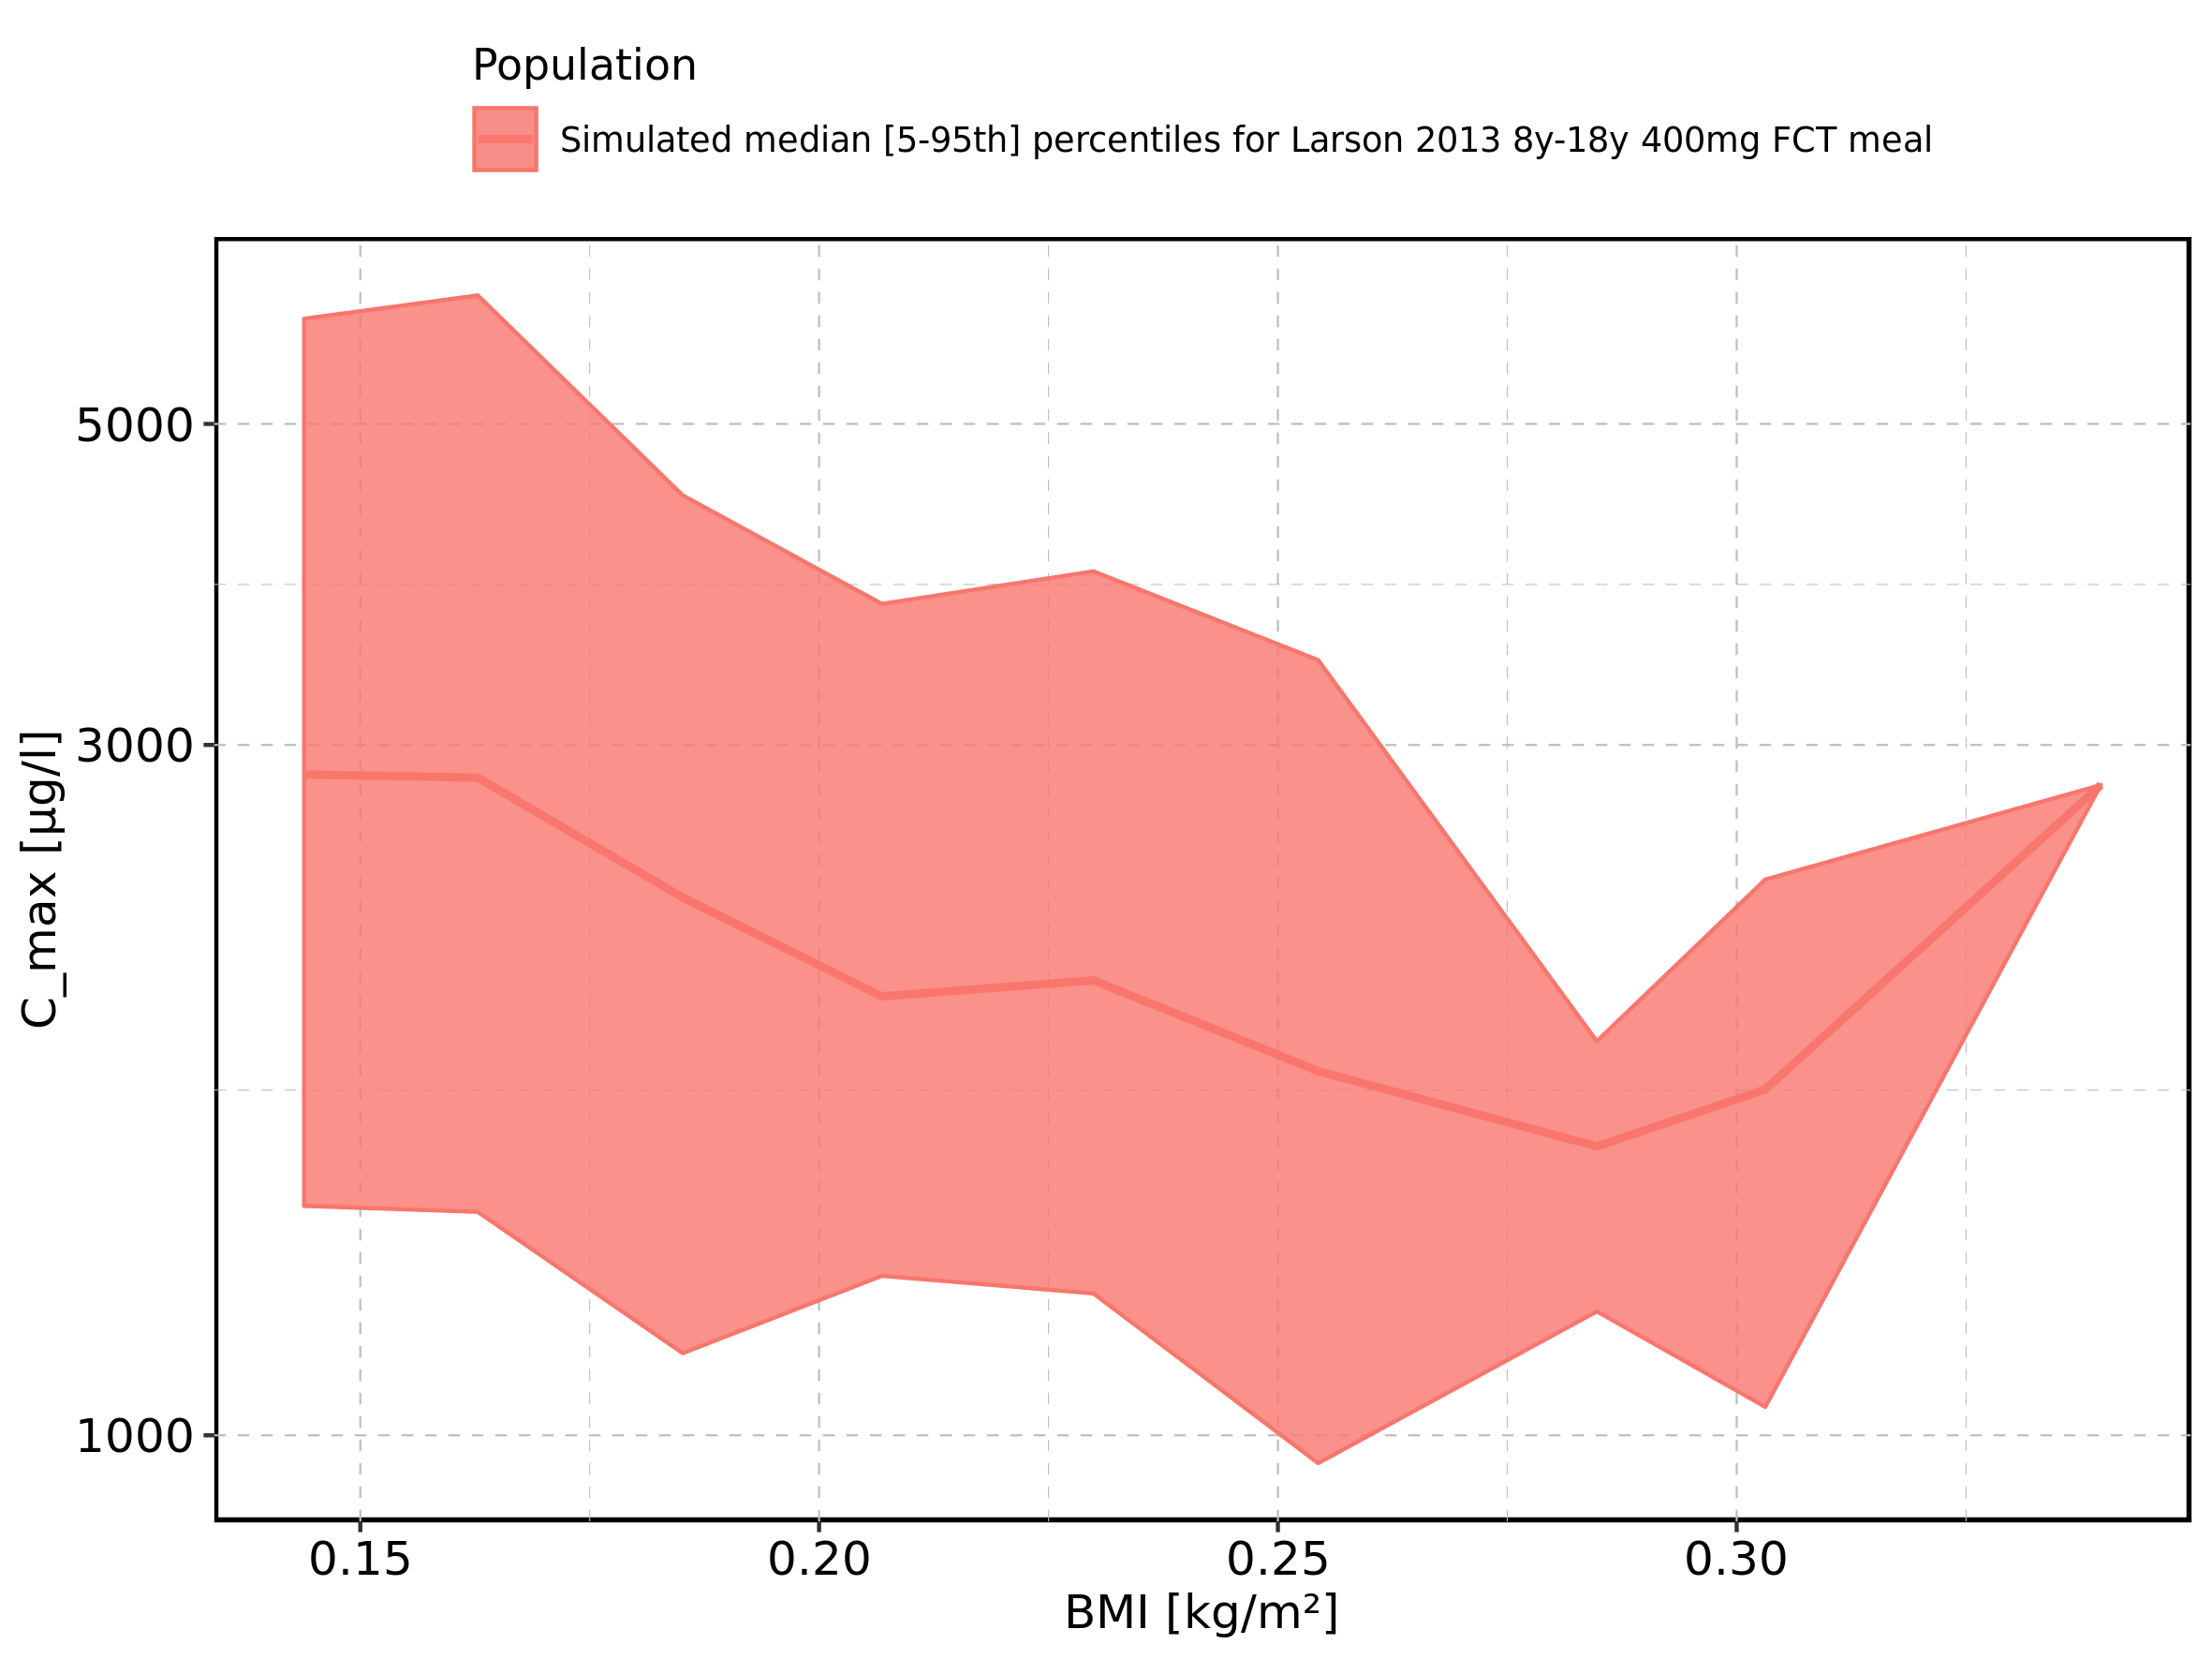 Population
Simulated median [5-95th] percentiles for Larson 2013 8y-18y 400mg FCT meal
C_max [µg/l]
5000
3000
1000
0.15 0.20 0.25 0.30
BMI [kg/m²]